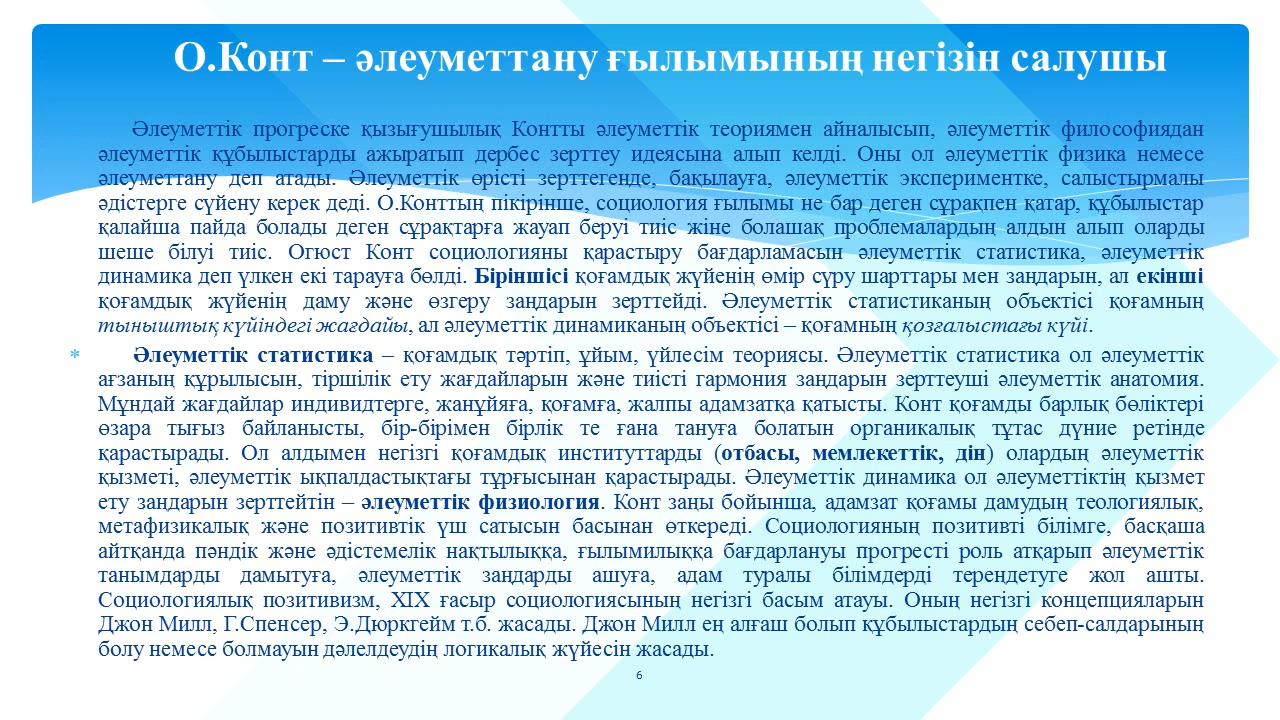 О.Конт – әлеуметтану ғылымының негізін салушы
Әлеуметтік прогреске қызығушылық Контты әлеуметтік теориямен айналысып, әлеуметтік философиядан
әлеуметтік құбылыстарды ажыратып дербес зерттеу идеясына алып келді. Оны ол әлеуметтік физика немесе
әлеуметтану деп атады. Әлеуметтік өрісті зерттегенде, бақылауға, әлеуметтік экспериментке, салыстырмалы
әдістерге сүйену керек деді. О.Конттың пікірінше, социология ғылымы не бар деген сұрақпен қатар, құбылыстар
қалайша пайда болады деген сұрақтарға жауап беруі тиіс жіне болашақ проблемалардың алдын алып оларды
шеше білуі тиіс. Огюст Конт социологияны қарастыру бағдарламасын әлеуметтік статистика, әлеуметтік
динамика деп үлкен екі тарауға бөлді. Біріншісі қоғамдық жүйенің өмір сүру шарттары мен заңдарын, ал екінші
қоғамдық жүйенің даму және өзгеру заңдарын зерттейді. Әлеуметтік статистиканың объектісі қоғамның
тыныштық күйіндегі жағдайы, ал әлеуметтік динамиканың объектісі – қоғамның қозғалыстағы күйі.
* Әлеуметтік статистика – қоғамдық тәртіп, ұйым, үйлесім теориясы. Әлеуметтік статистика ол әлеуметтік
ағзаның құрылысын, тіршілік ету жағдайларын және тиісті гармония заңдарын зерттеуші әлеуметтік анатомия.
Мұндай жағдайлар индивидтерге, жанұйяға, қоғамға, жалпы адамзатқа қатысты. Конт қоғамды барлық бөліктері
өзара тығыз байланысты, бір-бірімен бірлік те ғана тануға болатын органикалық тұтас дүние ретінде
қарастырады. Ол алдымен негізгі қоғамдық институттарды (отбасы, мемлекеттік, дін) олардың әлеуметтік
қызметі, әлеуметтік ықпалдастықтағы тұрғысынан қарастырады. Әлеуметтік динамика ол әлеуметтіктің қызмет
ету заңдарын зерттейтін – әлеуметтік физиология. Конт заңы бойынша, адамзат қоғамы дамудың теологиялық,
метафизикалық және позитивтік үш сатысын басынан өткереді. Социологияның позитивті білімге, басқаша
айтқанда пәндік және әдістемелік нақтылыққа, ғылымилыққа бағдарлануы прогресті роль атқарып әлеуметтік
танымдарды дамытуға, әлеуметтік заңдарды ашуға, адам туралы білімдерді тереңдетуге жол ашты.
Социологиялық позитивизм, XIX ғасыр социологиясының негізгі басым атауы. Оның негізгі концепцияларын
Джон Милл, Г.Спенсер, Э.Дюркгейм т.б. жасады. Джон Милл ең алғаш болып құбылыстардың себеп-салдарының
болу немесе болмауын дәлелдеудің логикалық жүйесін жасады.
6